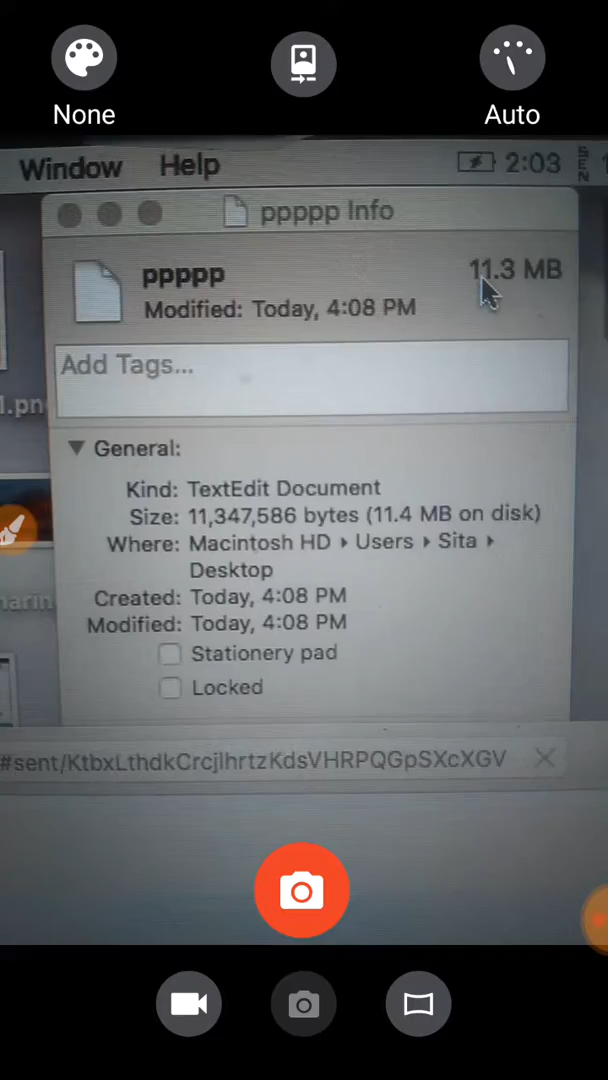 None
Auto
Window Help 2:03
ppppp Info
ppppp 11.3 MB
Modified: Today, 4:08 PM
Add Tags...
General:
Kind: TextEdit Document
Size: 11,347,586 bytes (11.4 MB on disk)
Where: Macintosh HD ▸ Users ▸ Sita ▸
Desktop
Created: Today, 4:08 PM
Modified: Today, 4:08 PM
Stationery pad
Locked